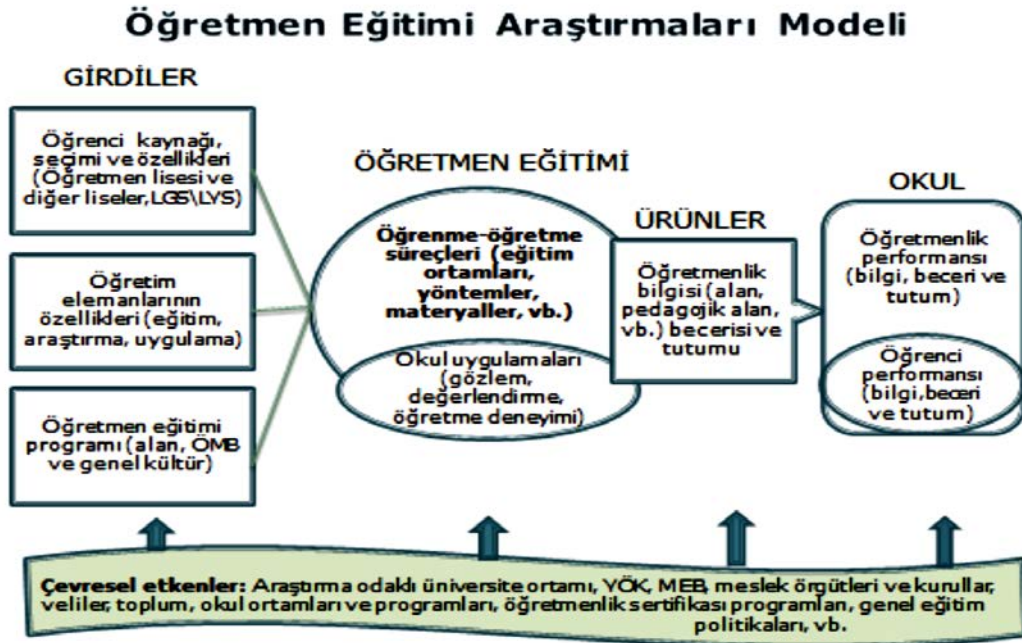 Öğretmen Eğitimi Araştırmaları Modeli
GİRDİLER
Öğrenci kaynağı,
seçimi ve özellikleri
(Öğretmen lisesi ve
diğer liseler,LGS\LYS)
Öğretim
elemanlarının
özellikleri (eğitim,
araştırma, uygulama)
Öğretmen eğitimi
programı (alan, ÖMB
ve genel kültür)
ÖĞRETMEN EĞİTİMİ
Öğrenme-öğretme
süreçleri (eğitim
ortamları,
yöntemler,
materyaller, vb.)
Okul uygulamaları
(gözlem,
değerlendirme,
öğretme deneyimi)
ÜRÜNLER
Öğretmenlik
bilgisi (alan,
pedagojik alan,
vb.) becerisi ve
tutumu
OKUL
Öğretmenlik
performansı
(bilgi, beceri ve
tutum)
Öğrenci
performansı
(bilgi,beceri
ve tutum)
Çevresel etkenler: Araştırma odaklı üniversite ortamı, YÖK, MEB, meslek örgütleri ve kurullar,
veliler, toplum, okul ortamları ve programları, öğretmenlik sertifikası programları, genel eğitim
politikaları, vb.